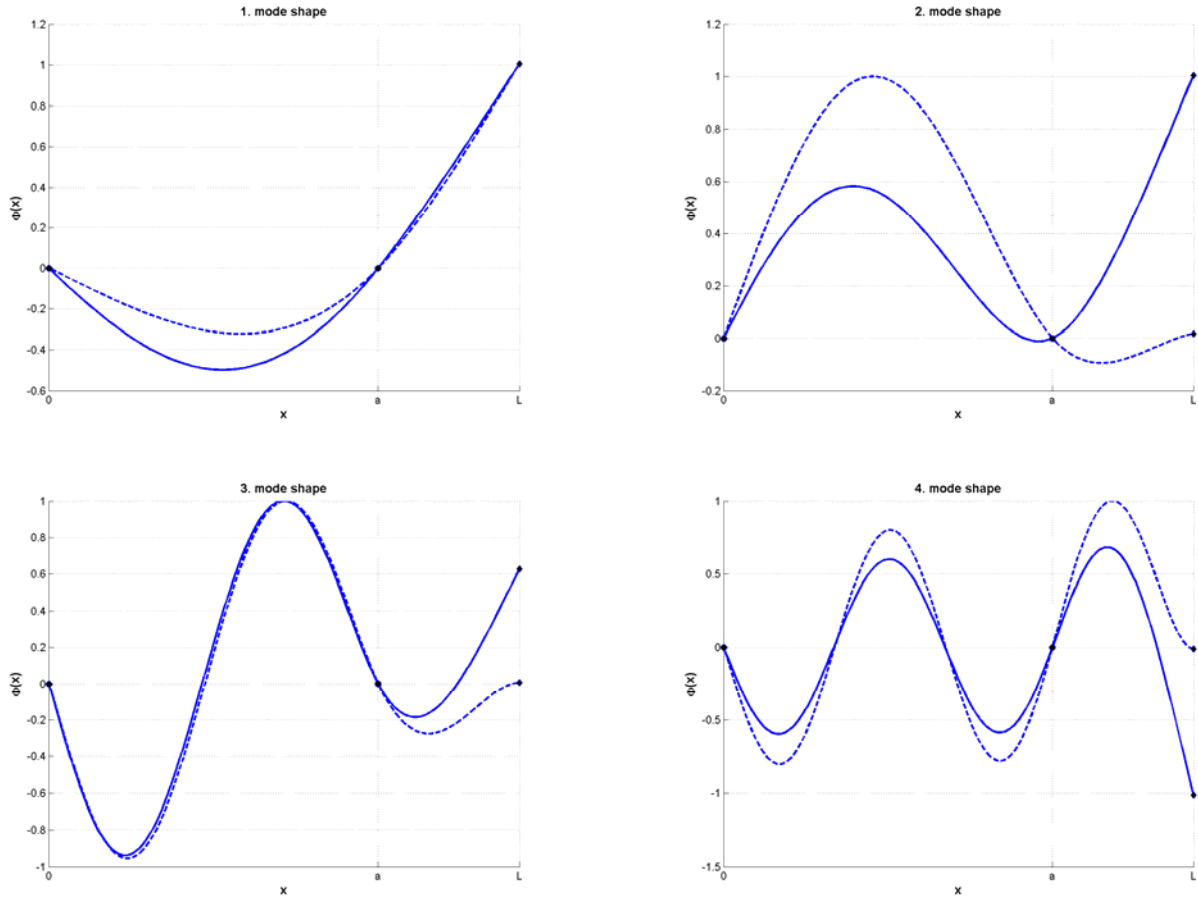 1. mode shape
1.2
1
0.8
0.6
0.4
0.2
0
-0.2
-0.4
-0.6
Φ(x)
0 a L
x
2. mode shape
1.2
1
0.8
0.6
0.4
0.2
0
-0.2
Φ(x)
0 a L
x
3. mode shape
1
0.8
0.6
0.4
0.2
0
-0.2
-0.4
-0.6
-0.8
-1
Φ(x)
0 a L
x
4. mode shape
1
0.5
0
-0.5
-1
-1.5
Φ(x)
0 a L
x